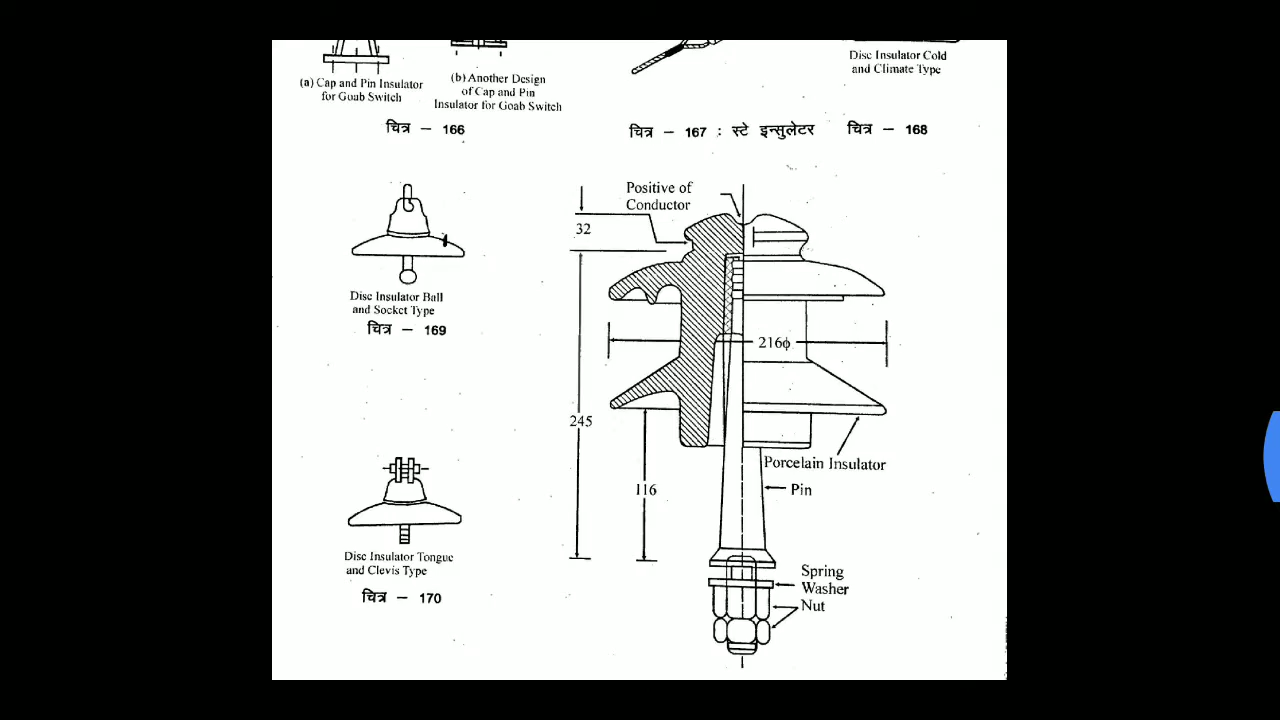 (a) Cap and Pin Insulator
for Goab Switch
(b) Another Design
of Cap and Pin
Insulator for Goab Switch
चित्र – 166
चित्र – 167 : स्टे इन्सुलेटर
Disc Insulator Cold
and Climate Type
चित्र – 168
Disc Insulator Ball
and Socket Type
चित्र – 169
Disc Insulator Tongue
and Clevis Type
चित्र – 170
Positive of
Conductor
32
216ϕ
245
116
Porcelain Insulator
Pin
Spring
Washer
Nut